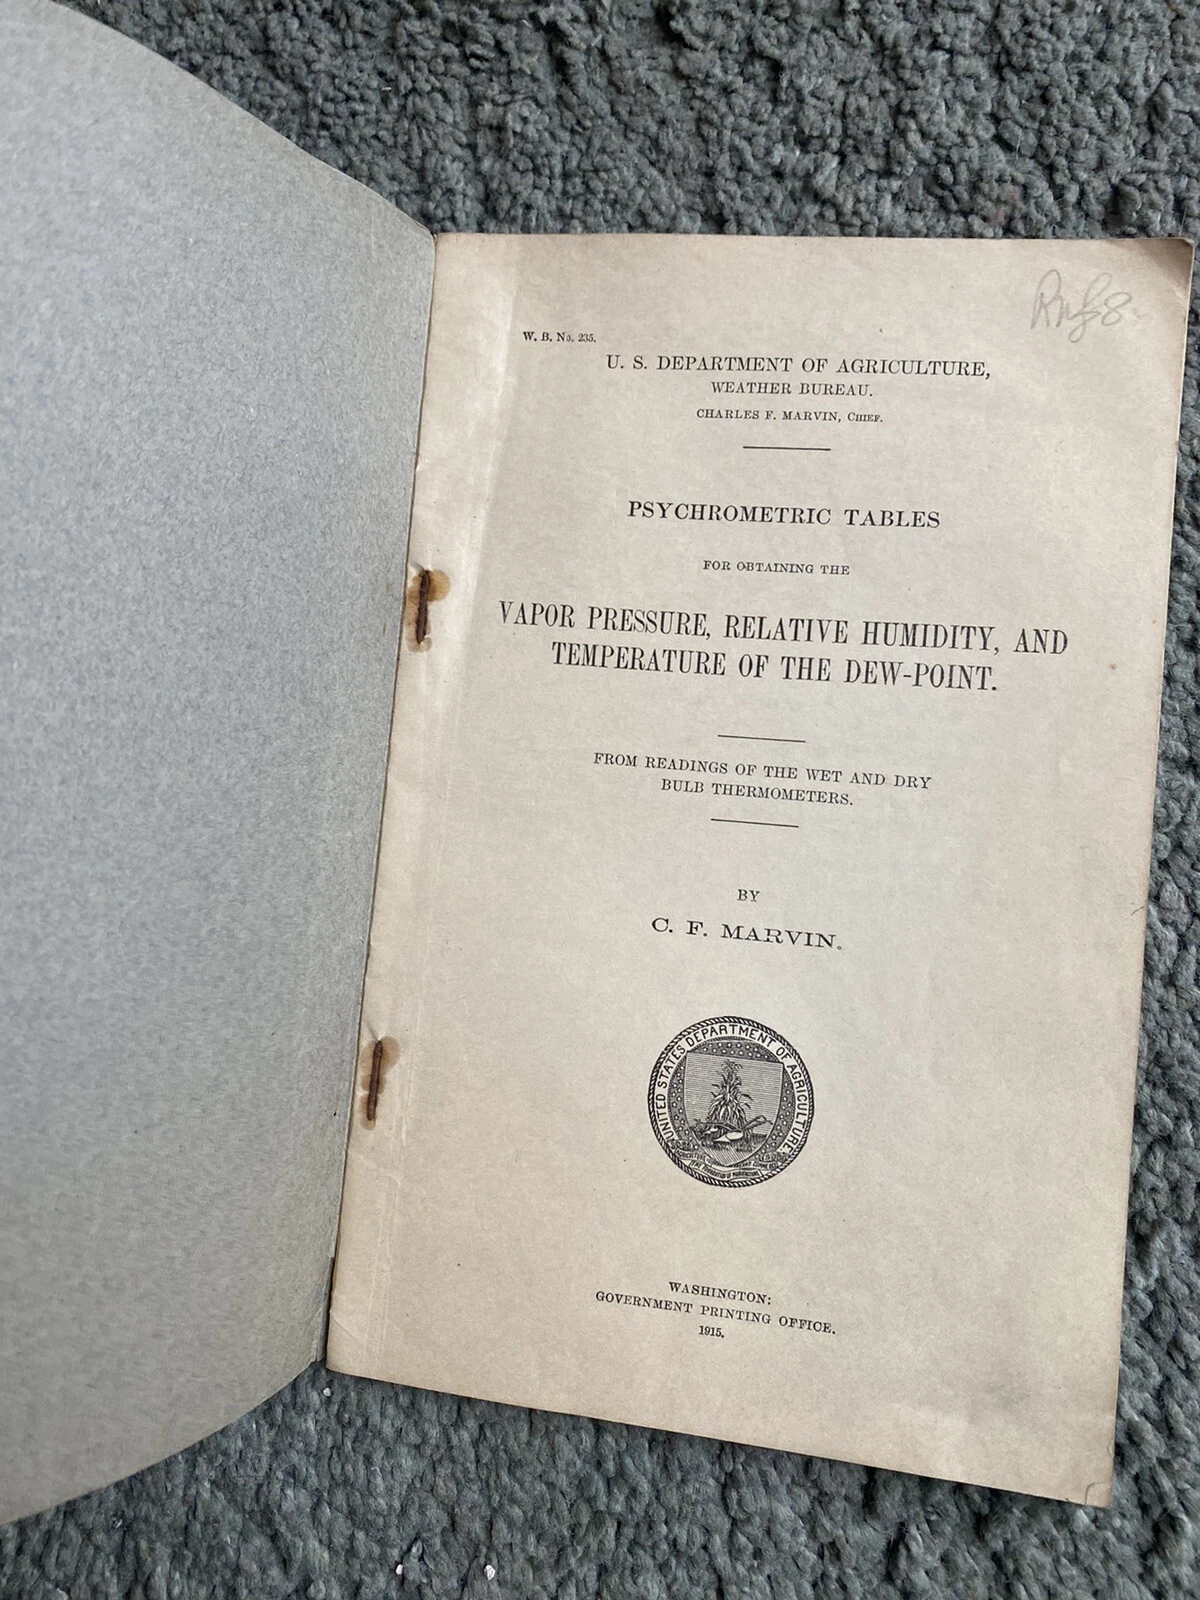 W. B. No. 235.
U. S. DEPARTMENT OF AGRICULTURE,
WEATHER BUREAU.
CHARLES F. MARVIN, CHIEF.
PSYCHROMETRIC TABLES
FOR OBTAINING THE
VAPOR PRESSURE, RELATIVE HUMIDITY, AND
TEMPERATURE OF THE DEW-POINT.
FROM READINGS OF THE WET AND DRY
BULB THERMOMETERS.
BY
C. F. MARVIN.
UNITED STATES DEPARTMENT OF AGRICULTURE
WASHINGTON:
GOVERNMENT PRINTING OFFICE.
1915.